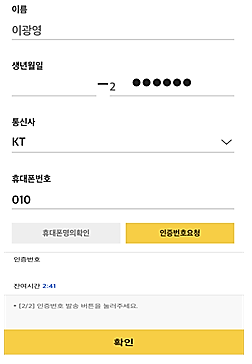 이름
이광영
생년월일
-2 ●●●●●●
통신사
KT
휴대폰번호
010
휴대폰명의확인 인증번호요청
인증번호
잔여시간 2:41
* [2/2] 인증번호 발송 버튼을 눌러주세요.
확인